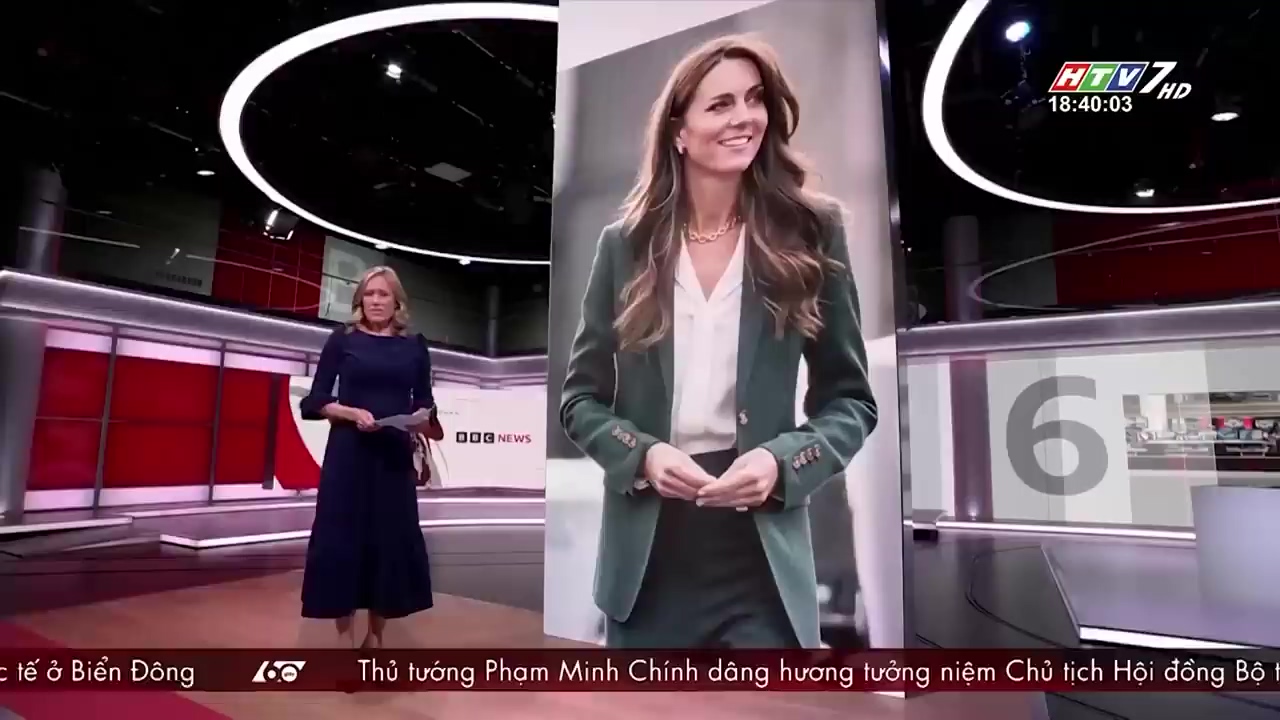 HTV7 HD
18:40:03
BBC NEWS
6
c tế ở Biển Đông 60 Thủ tướng Phạm Minh Chính dâng hương tưởng niệm Chủ tịch Hội đồng Bộ t